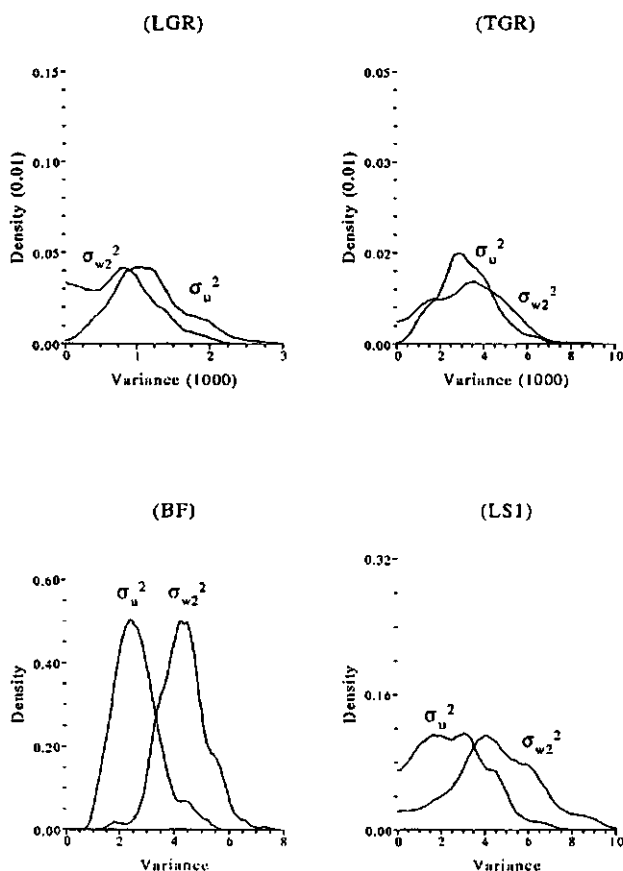 (LGR)
0.15
0.10
0.05
0.00
Density (0.01)
σw2²
σu²
0 1 2 3
Variance (1000)
(TGR)
0.05
0.03
0.02
0.00
Density (0.01)
σu²
σw2²
0 2 4 6 8 10
Variance (1000)
(BF)
0.60
0.40
0.20
0.00
Density
σu²
σw2²
2 4 6 8
Variance
(LS1)
0.32
0.16
0.00
Density
σu²
σw2²
0 2 4 6 8 10
Variance